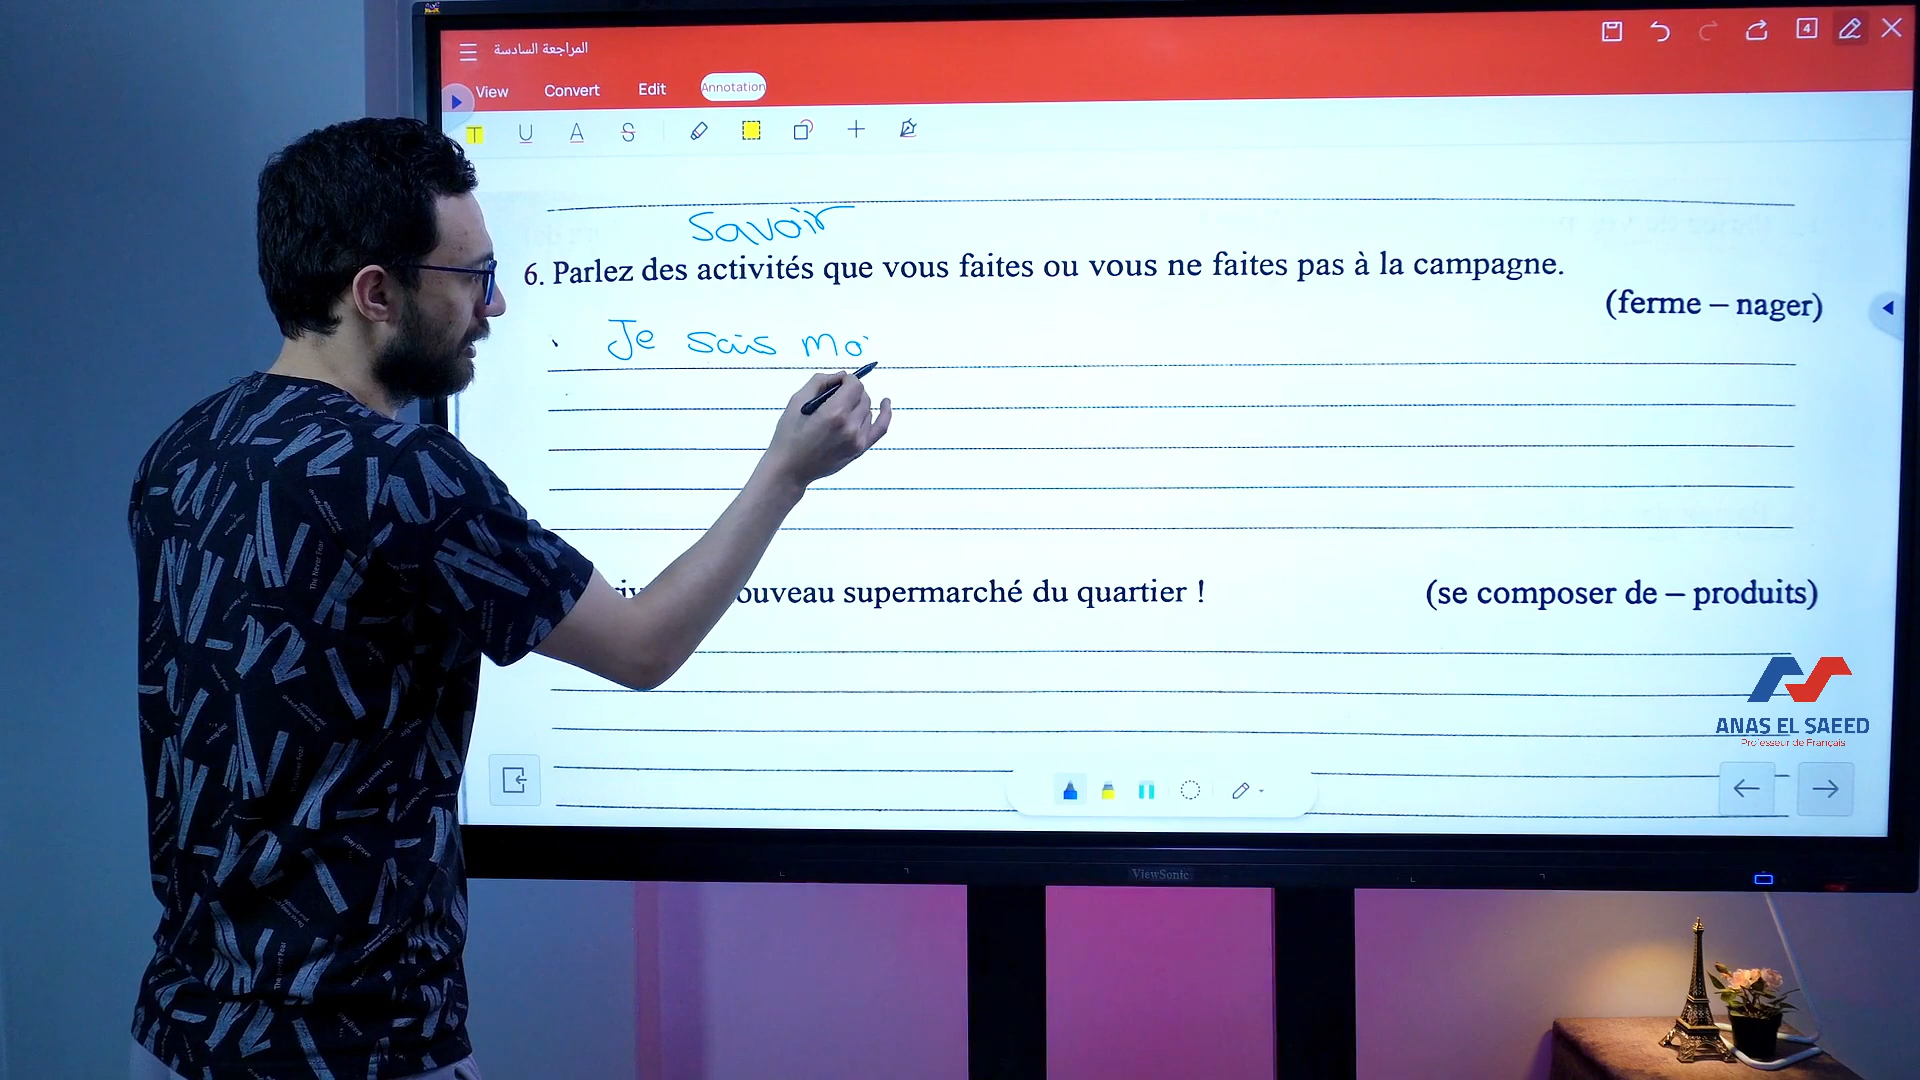 المراجعة السادسة
View Convert Edit Annotation
4
T U A S
savoir
6. Parlez des activités que vous faites ou vous ne faites pas à la campagne.
(ferme – nager)
Je sais mo
ouveau supermarché du quartier ! (se composer de – produits)
ANAS EL SAEED
Professeur de Français
ViewSonic